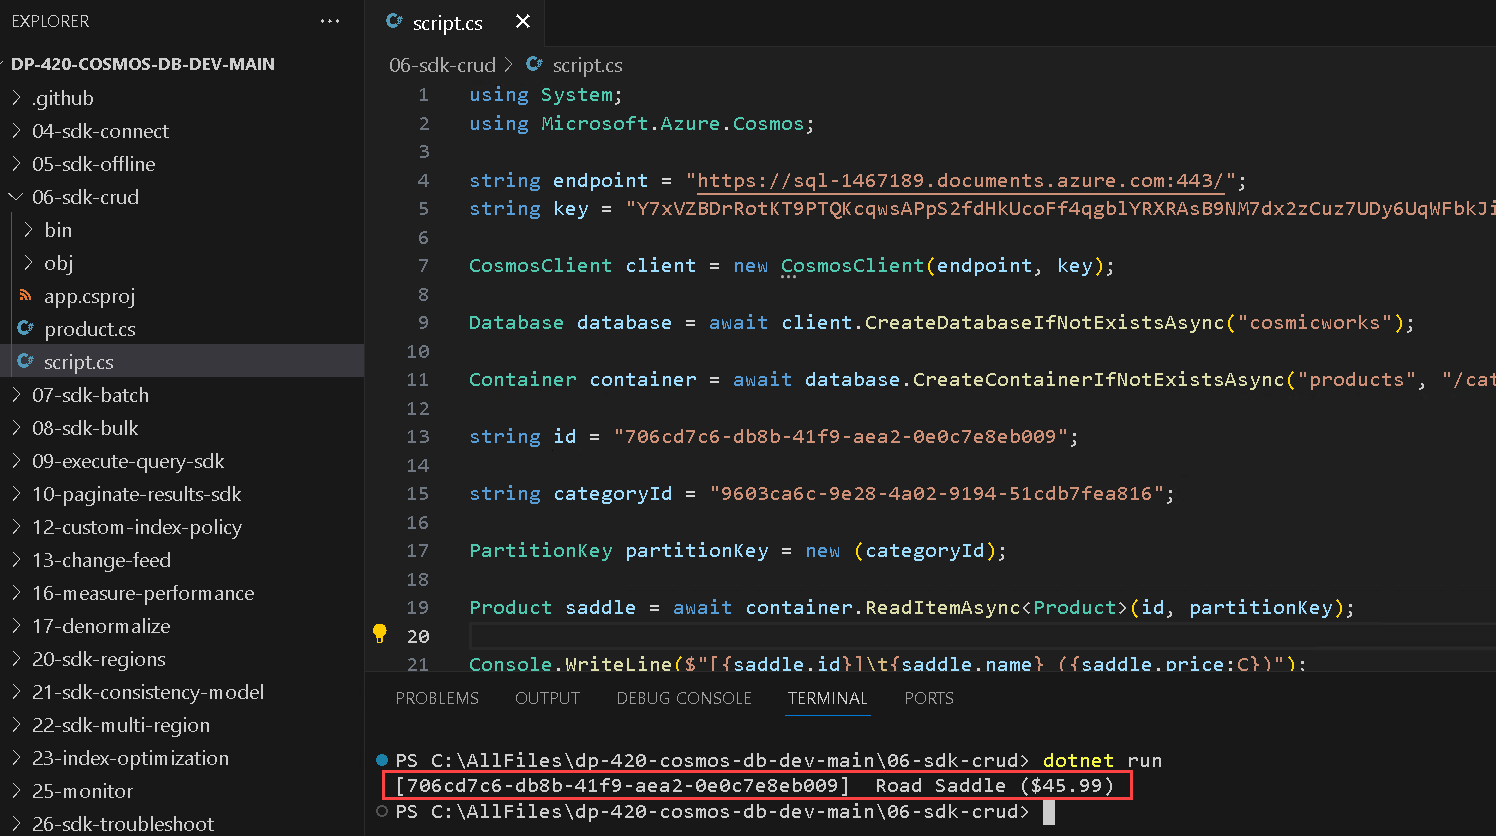 EXPLORER
DP-420-COSMOS-DB-DEV-MAIN
.github
04-sdk-connect
05-sdk-offline
06-sdk-crud
bin
obj
app.csproj
product.cs
script.cs
07-sdk-batch
08-sdk-bulk
09-execute-query-sdk
10-paginate-results-sdk
12-custom-index-policy
13-change-feed
16-measure-performance
17-denormalize
20-sdk-regions
21-sdk-consistency-model
22-sdk-multi-region
23-index-optimization
25-monitor
26-sdk-troubleshoot
script.cs
06-sdk-crud > script.cs
1 using System;
2 using Microsoft.Azure.Cosmos;
3
4 string endpoint = "https://sql-1467189.documents.azure.com:443/";
5 string key = "Y7xVZBDrRotKT9PTQKcqwsAPpS2fdHkUcoFf4qgblYRXRAsB9NM7dx2zCuz7UDy6UqWFbkJi
6
7 CosmosClient client = new CosmosClient(endpoint, key);
8
9 Database database = await client.CreateDatabaseIfNotExistsAsync("cosmicworks");
10
11 Container container = await database.CreateContainerIfNotExistsAsync("products", "/cat
12
13 string id = "706cd7c6-db8b-41f9-aea2-0e0c7e8eb009";
14
15 string categoryId = "9603ca6c-9e28-4a02-9194-51cdb7fea816";
16
17 PartitionKey partitionKey = new (categoryId);
18
19 Product saddle = await container.ReadItemAsync<Product>(id, partitionKey);
20
21 Console.WriteLine($"[{saddle.id}]\t{saddle.name} ({saddle.price:C})");
PROBLEMS OUTPUT DEBUG CONSOLE TERMINAL PORTS
PS C:\AllFiles\dp-420-cosmos-db-dev-main\06-sdk-crud> dotnet run
[706cd7c6-db8b-41f9-aea2-0e0c7e8eb009] Road Saddle ($45.99)
PS C:\AllFiles\dp-420-cosmos-db-dev-main\06-sdk-crud>